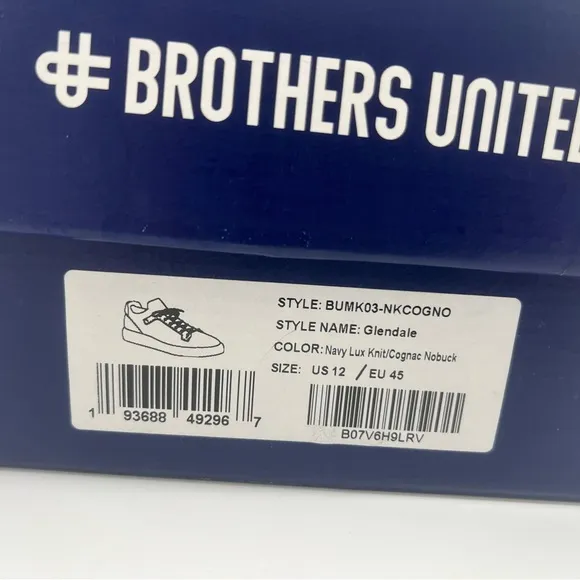 BROTHERS UNITED
STYLE: BUMK03-NKCOGNO
STYLE NAME: Glendale
COLOR: Navy Lux Knit/Cognac Nobuck
SIZE: US 12 / EU 45
1 93688 49296 7
B07V6H9LRV